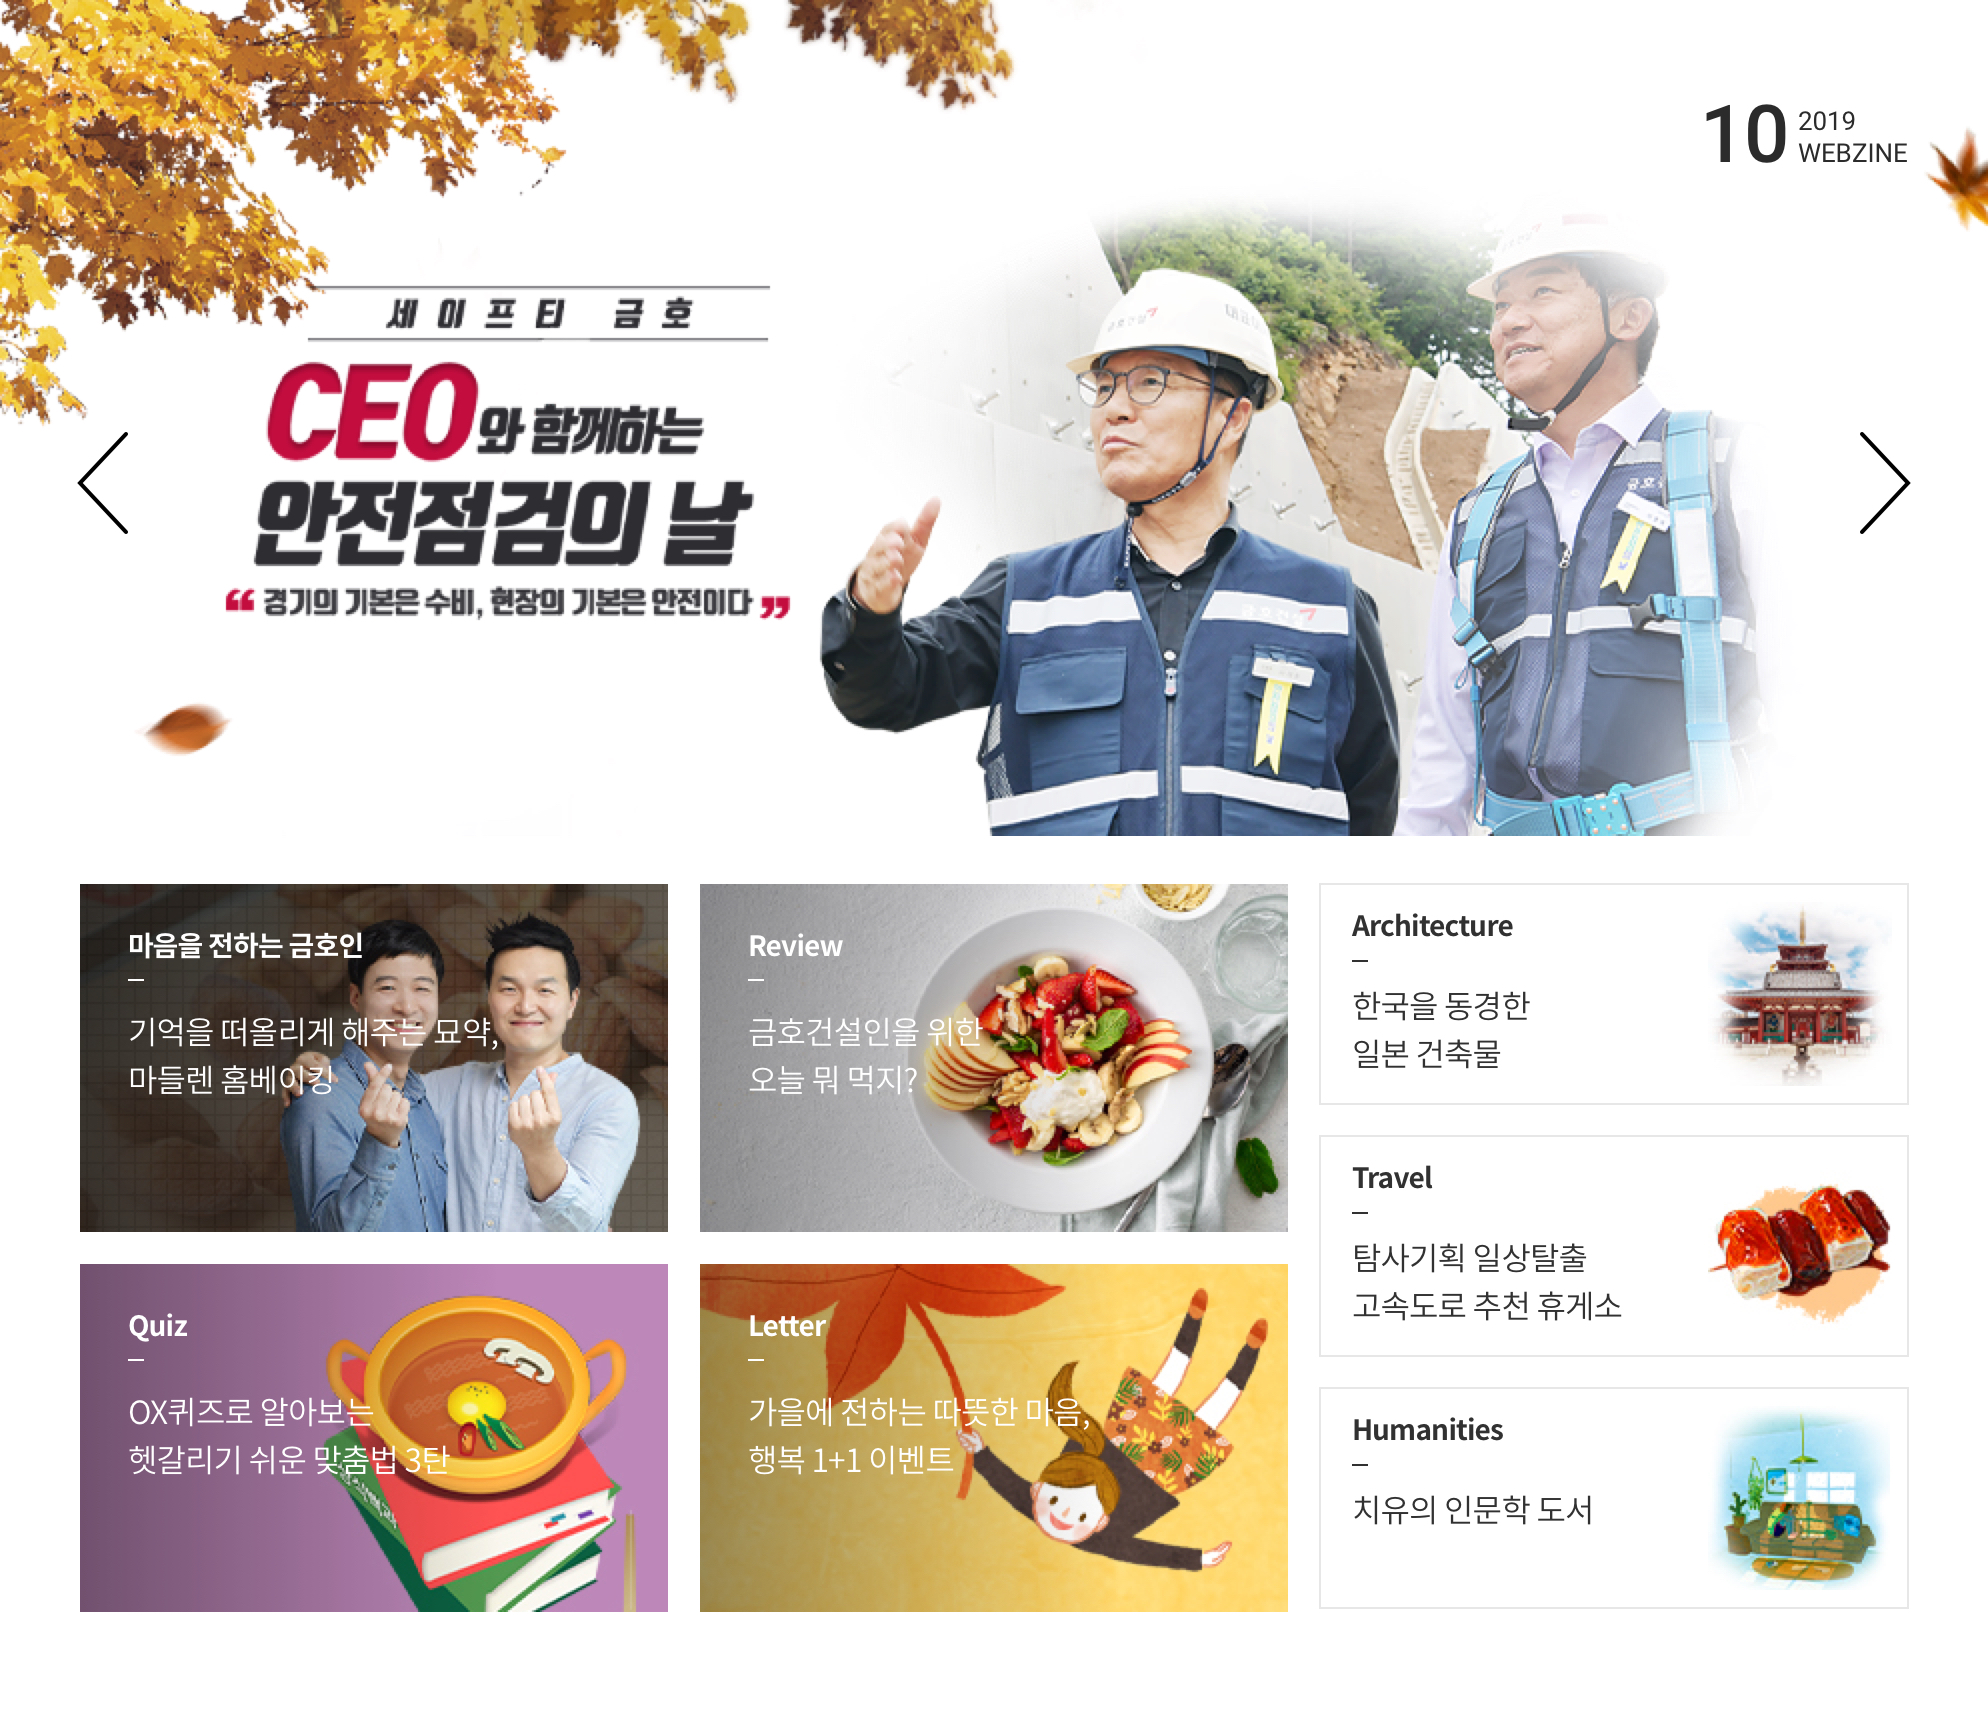 10
2019
WEBZINE
세이프티 금호
CEO와 함께하는
안전점검의 날
“ 경기의 기본은 수비, 현장의 기본은 안전이다 ”
마음을 전하는 금호인
기억을 떠올리게 해주는 묘약,
마들렌 홈베이킹
Review
금호건설인을 위한
오늘 뭐 먹지?
Architecture
한국을 동경한
일본 건축물
Travel
탐사기획 일상탈출
고속도로 추천 휴게소
Quiz
OX퀴즈로 알아보는
헷갈리기 쉬운 맞춤법 3탄
Letter
가을에 전하는 따뜻한 마음,
행복 1+1 이벤트
Humanities
치유의 인문학 도서